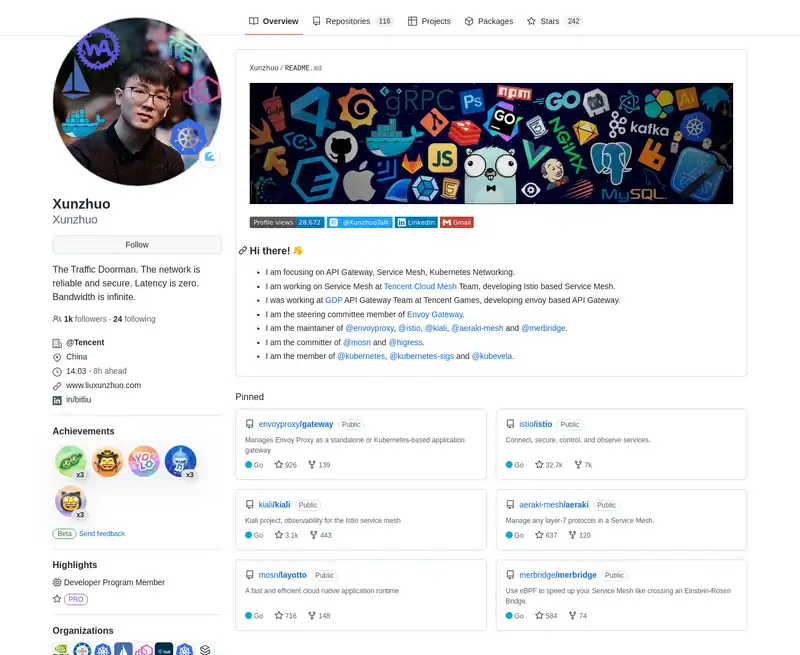 Overview
Repositories 116
Projects
Packages
Stars 242
Xunzhuo / README.md
gRPC
Ps
npm
GO
Ai
GO
kafka
JS
NGINX
MySQL
WA
Profile views 28,672
@XunzhuoTalk
LinkedIn
Gmail
Xunzhuo
Xunzhuo
Follow
The Traffic Doorman. The network is
reliable and secure. Latency is zero.
Bandwidth is infinite.
1k followers · 24 following
@Tencent
China
14:03 - 8h ahead
www.liuxunzhuo.com
in/bitliu
Achievements
x3
YOLO
x3
x3
Beta Send feedback
Highlights
Developer Program Member
PRO
Organizations
Hi there! 👋
I am focusing on API Gateway, Service Mesh, Kubernetes Networking.
I am working on Service Mesh at Tencent Cloud Mesh Team, developing Istio based Service Mesh.
I was working at GDP API Gateway Team at Tencent Games, developing envoy based API Gateway.
I am the steering committee member of Envoy Gateway.
I am the maintainer of @envoyproxy, @istio, @kiali, @aeraki-mesh and @merbridge.
I am the committer of @mosn and @higress.
I am the member of @kubernetes, @kubernetes-sigs and @kubevela.
Pinned
envoyproxy/gateway Public
Manages Envoy Proxy as a standalone or Kubernetes-based application
gateway
Go 926 139
istio/istio Public
Connect, secure, control, and observe services.
Go 32.7k 7k
kiali/kiali Public
Kiali project, observability for the Istio service mesh
Go 3.1k 443
aeraki-mesh/aeraki Public
Manage any layer-7 protocols in a Service Mesh.
Go 637 120
mosn/layotto Public
A fast and efficient cloud native application runtime
Go 716 148
merbridge/merbridge Public
Use eBPF to speed up your Service Mesh like crossing an Einstein-Rosen
Bridge.
Go 584 74